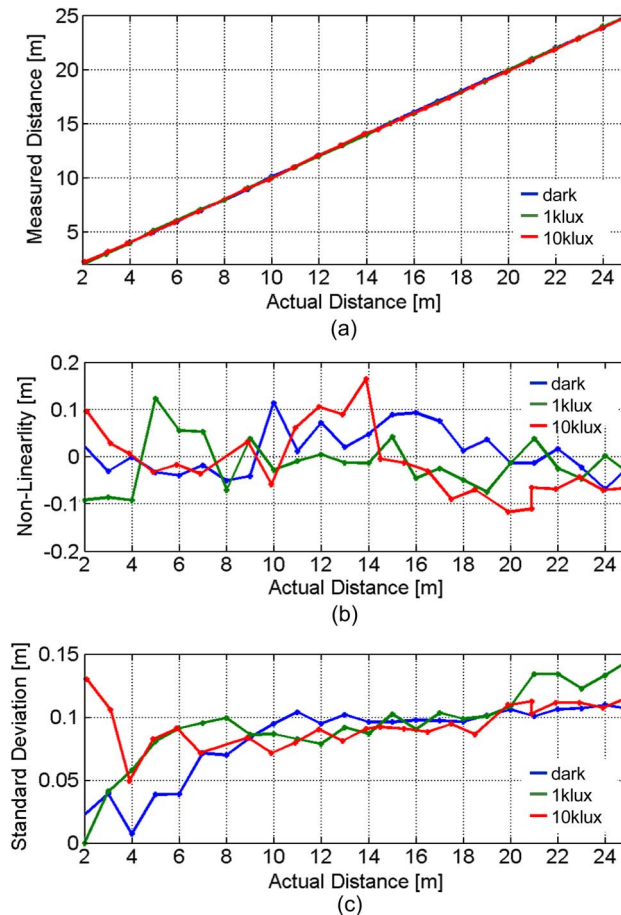 25
20
15
10
5
Measured Distance [m]
dark
1klux
10klux
2 4 6 8 10 12 14 16 18 20 22 24
Actual Distance [m]
(a)
0.2
0.1
0
-0.1
-0.2
Non-Linearlity [m]
dark
1klux
10klux
2 4 6 8 10 12 14 16 18 20 22 24
Actual Distance [m]
(b)
0.15
0.1
0.05
0
Standard Deviation [m]
dark
1klux
10klux
2 4 6 8 10 12 14 16 18 20 22 24
Actual Distance [m]
(c)